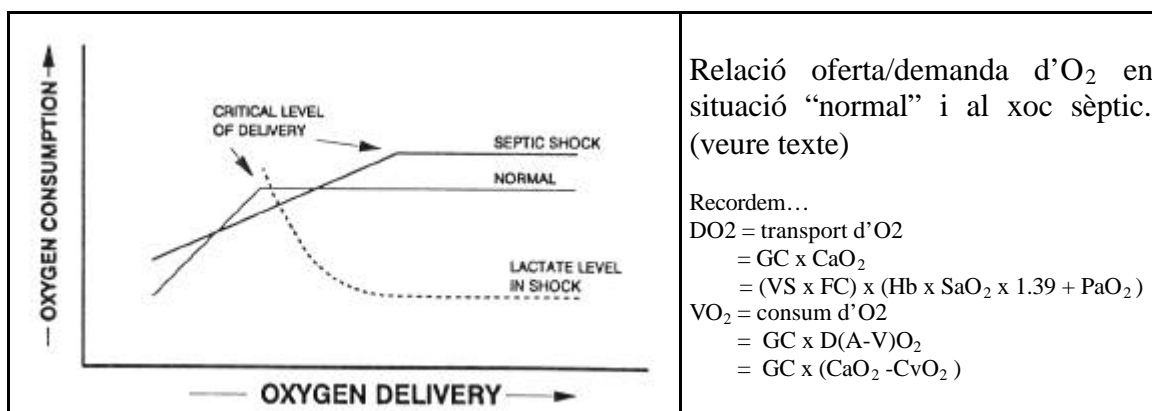 OXYGEN CONSUMPTION
CRITICAL LEVEL
OF DELIVERY
SEPTIC SHOCK
NORMAL
LACTATE LEVEL
IN SHOCK
OXYGEN DELIVERY
Relació oferta/demanda d’O2 en
situació “normal” i al xoc sèptic.
(veure texte)
Recordem…
DO2 = transport d’O2
= GC x CaO2
= (VS x FC) x (Hb x SaO2 x 1.39 + PaO2 )
VO2 = consum d’O2
= GC x D(A-V)O2
= GC x (CaO2 -CvO2 )